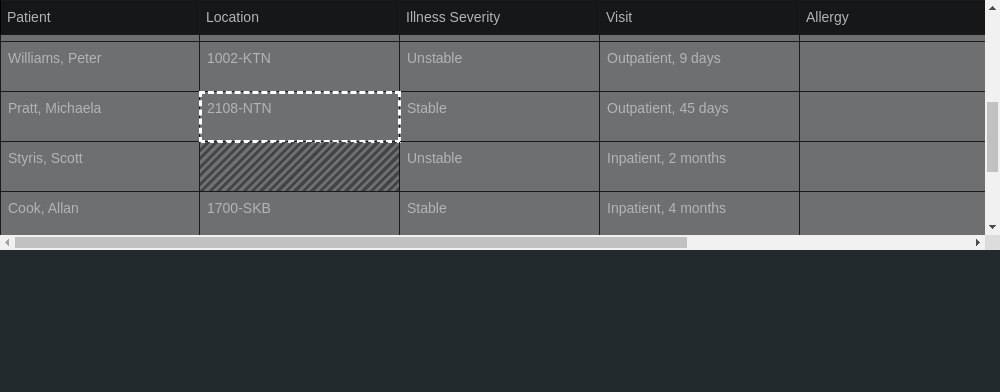 Patient Location Illness Severity Visit Allergy
Williams, Peter 1002-KTN Unstable Outpatient, 9 days
Pratt, Michaela 2108-NTN Stable Outpatient, 45 days
Styris, Scott Unstable Inpatient, 2 months
Cook, Allan 1700-SKB Stable Inpatient, 4 months